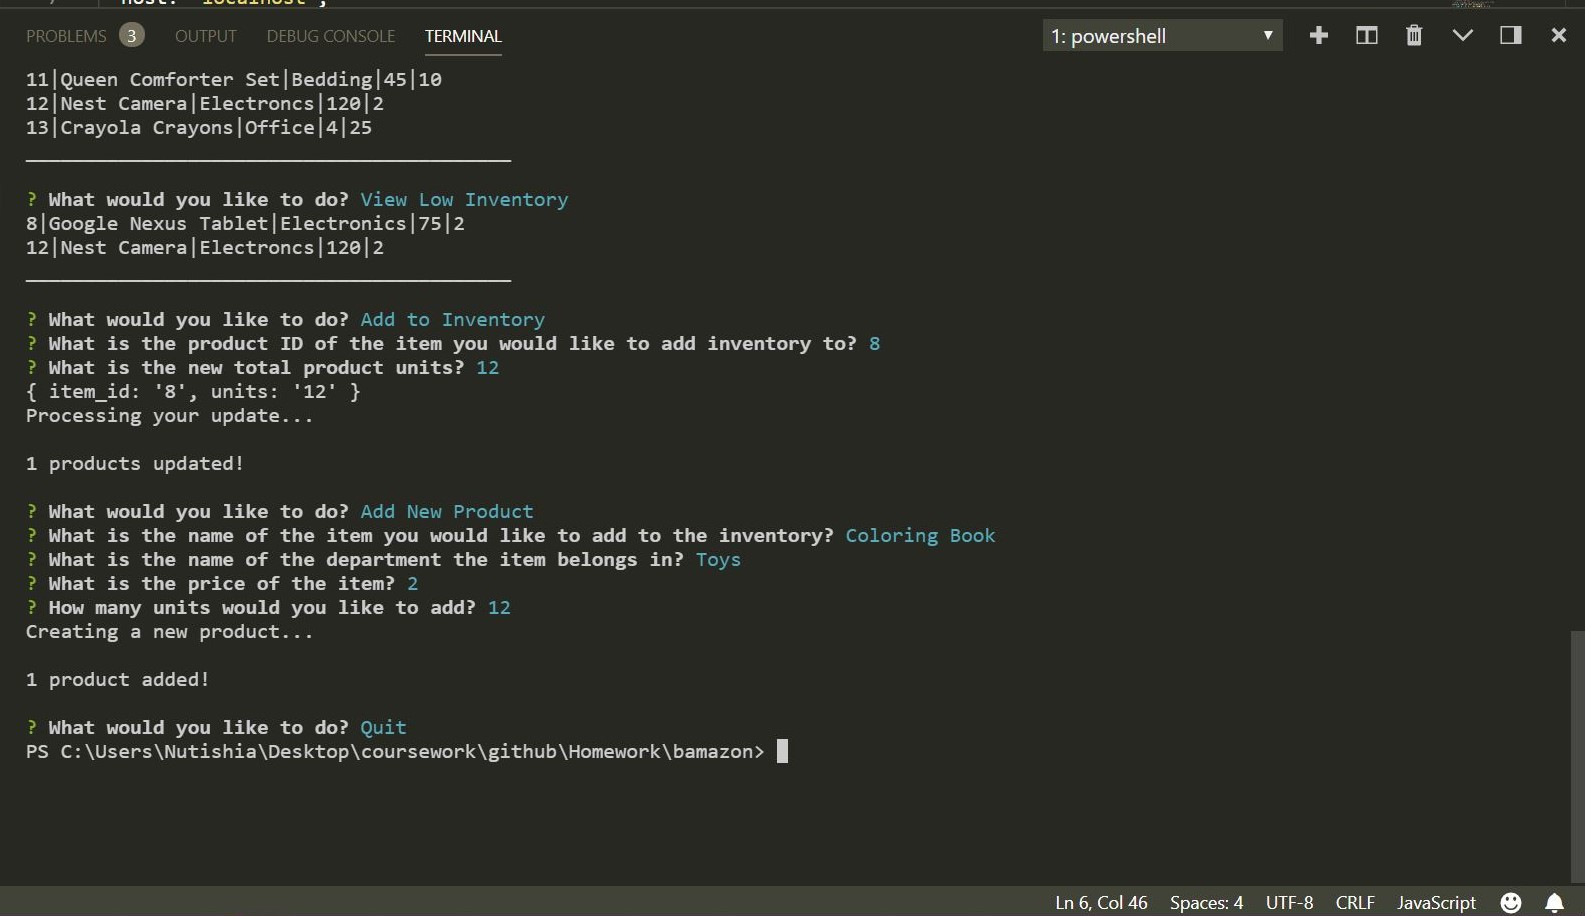 host: "localhost",
PROBLEMS 3 OUTPUT DEBUG CONSOLE TERMINAL 1: powershell
11|Queen Comforter Set|Bedding|45|10
12|Nest Camera|Electroncs|120|2
13|Crayola Crayons|Office|4|25
__________________________________________
? What would you like to do? View Low Inventory
8|Google Nexus Tablet|Electronics|75|2
12|Nest Camera|Electroncs|120|2
__________________________________________
? What would you like to do? Add to Inventory
? What is the product ID of the item you would like to add inventory to? 8
? What is the new total product units? 12
{ item_id: '8', units: '12' }
Processing your update...
1 products updated!
? What would you like to do? Add New Product
? What is the name of the item you would like to add to the inventory? Coloring Book
? What is the name of the department the item belongs in? Toys
? What is the price of the item? 2
? How many units would you like to add? 12
Creating a new product...
1 product added!
? What would you like to do? Quit
PS C:\Users\Nutishia\Desktop\coursework\github\Homework\bamazon>
Ln 6, Col 46 Spaces: 4 UTF-8 CRLF JavaScript